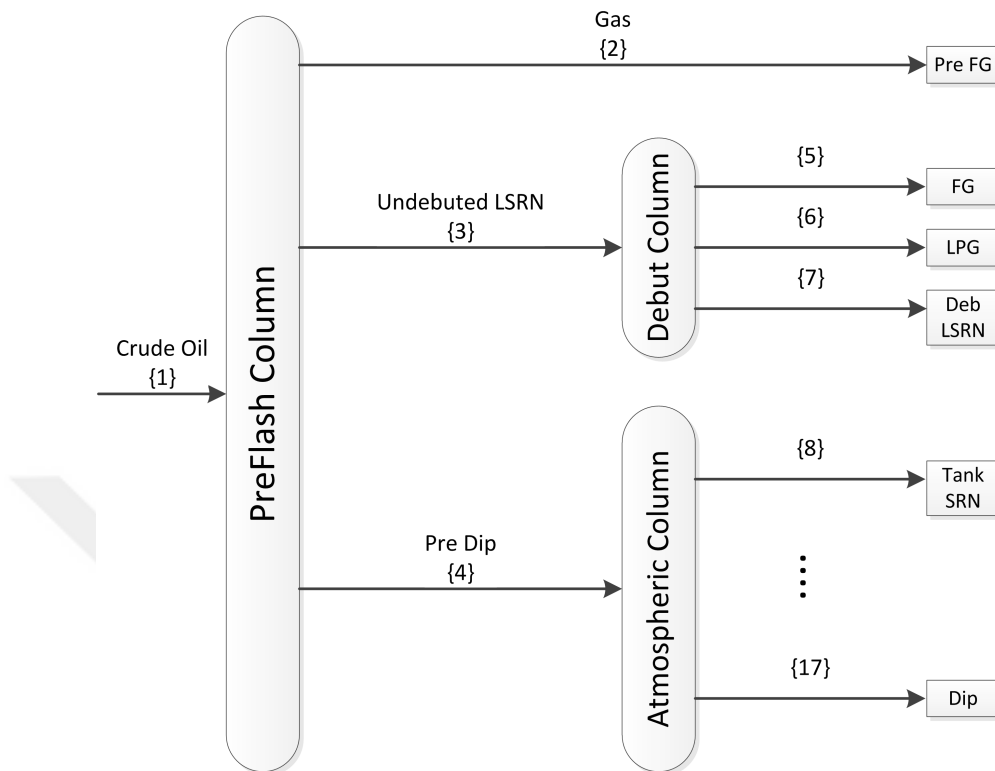 Gas
{2}
Pre FG
PreFlash Column
Crude Oil
{1}
Undebuted LSRN
{3}
Debut Column
{5}
FG
{6}
LPG
{7}
Deb
LSRN
Pre Dip
{4}
Atmospheric Column
{8}
Tank
SRN
....
{17}
Dip